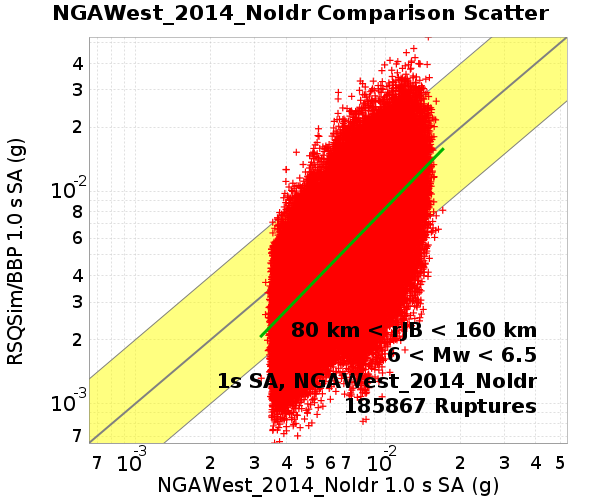 NGAWest_2014_NoIdr Comparison Scatter
RSQSim/BBP 1.0 s SA (g)
4
3
2
10-2
8
6
4
3
2
10-3
7
80 km < rJB < 160 km
6 < Mw < 6.5
1s SA, NGAWest_2014_NoIdr
185867 Ruptures
7 10-3 2 3 4 5 6 7 10-2 2 3 4 5
NGAWest_2014_NoIdr 1.0 s SA (g)